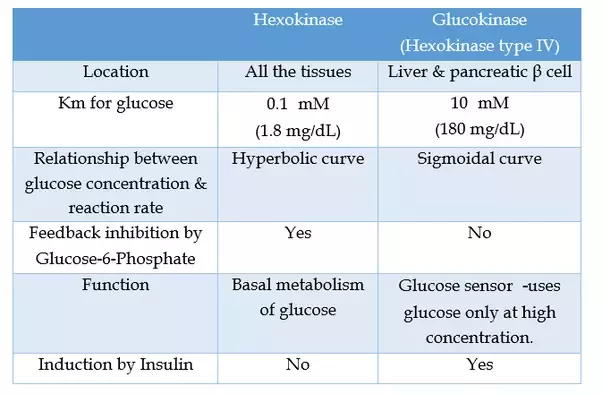 Hexokinase Glucokinase
(Hexokinase type IV)
Location All the tissues Liver & pancreatic β cell
Km for glucose 0.1 mM 10 mM
(1.8 mg/dL) (180 mg/dL)
Relationship between Hyperbolic curve Sigmoidal curve
glucose concentration &
reaction rate
Feedback inhibition by Yes No
Glucose-6-Phosphate
Function Basal metabolism Glucose sensor -uses
of glucose glucose only at high
concentration.
Induction by Insulin No Yes